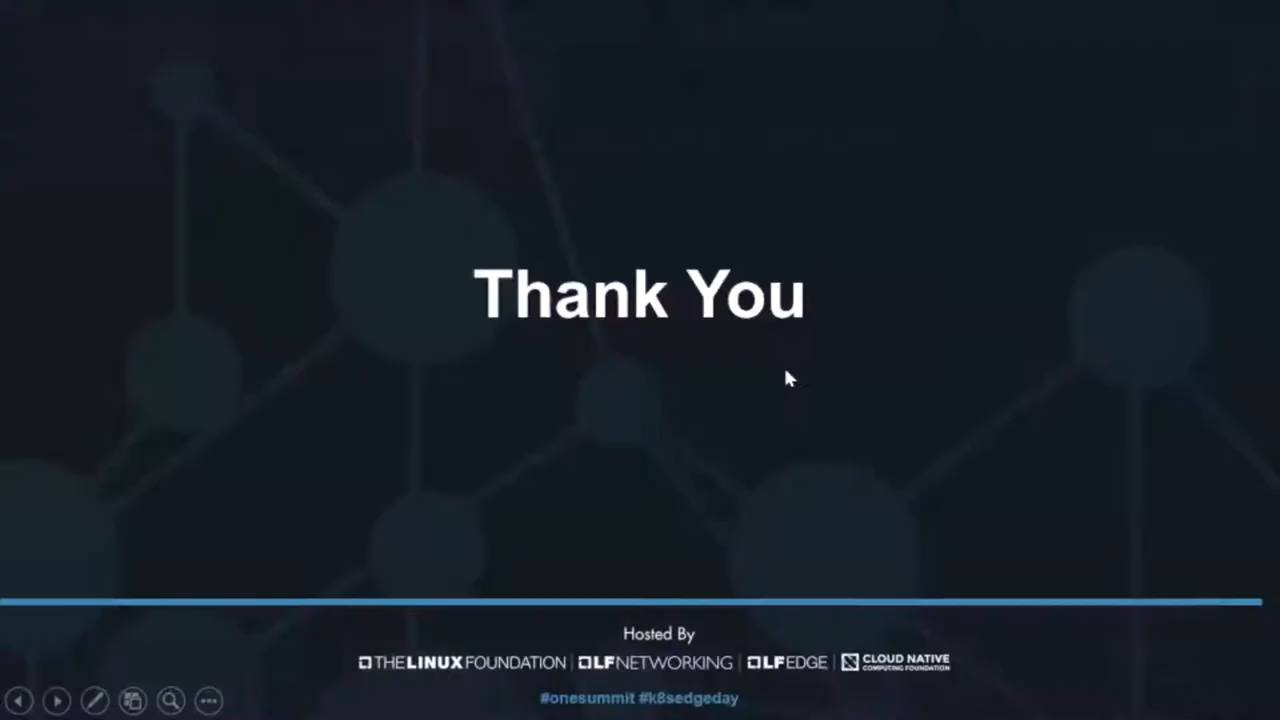 Thank You
Hosted By
THE LINUX FOUNDATION | LF NETWORKING | LF EDGE | CLOUD NATIVE COMPUTING FOUNDATION
#onesummit #k8sedgeday